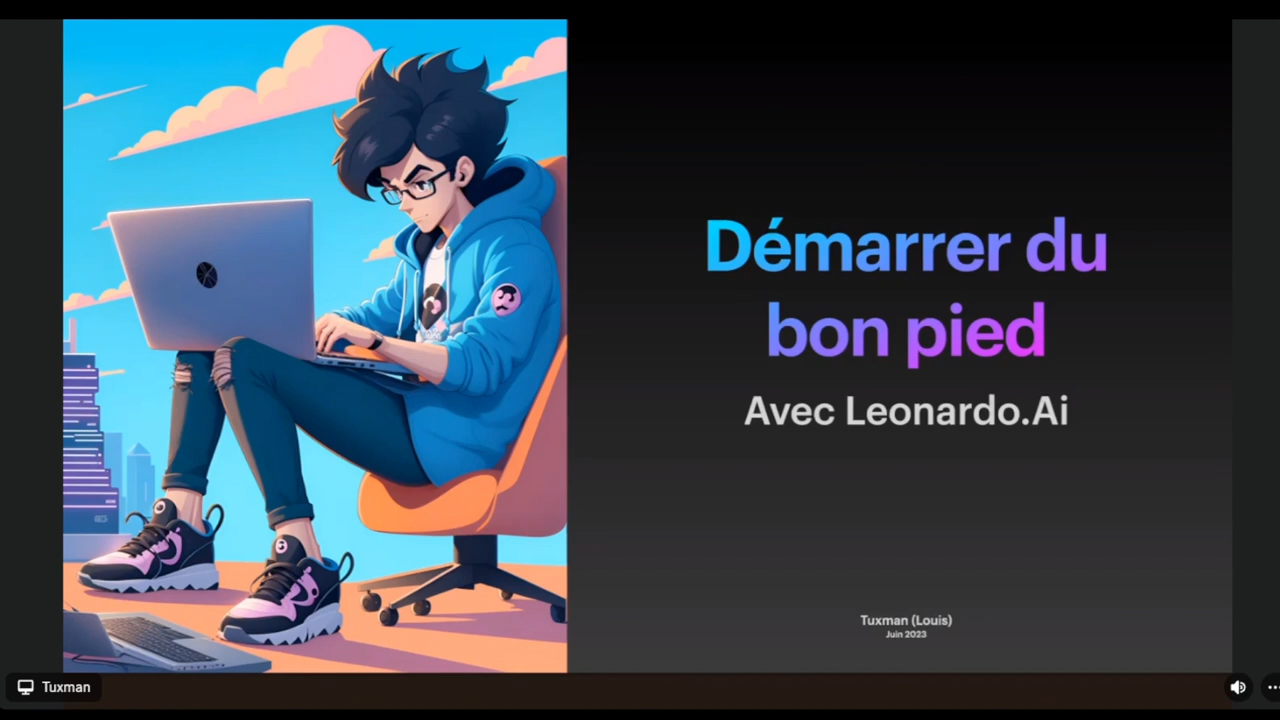 Démarrer du
bon pied
Avec Leonardo.Ai
Tuxman (Louis)
Juin 2023
Tuxman